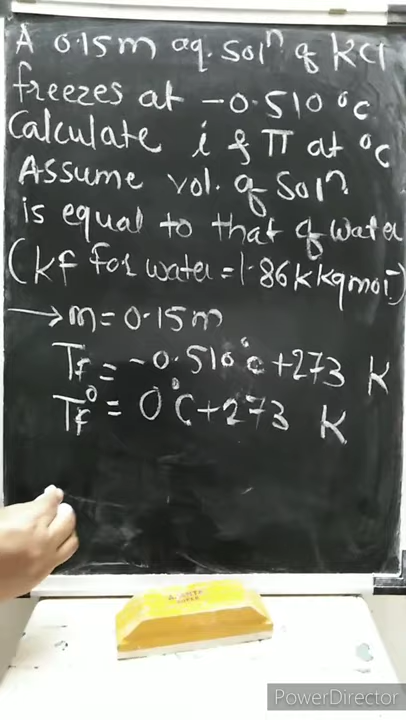 A 0.15m aq. solⁿ of KCl
freezes at -0.510 °c
Calculate i & π at °c
Assume vol. of Solⁿ
is equal to that of water
(kf for water = 1.86 K kg mol⁻¹)
→ m = 0.15m
Tf = -0.510°c + 273 K
Tf° = 0°c + 273 K
PowerDirector